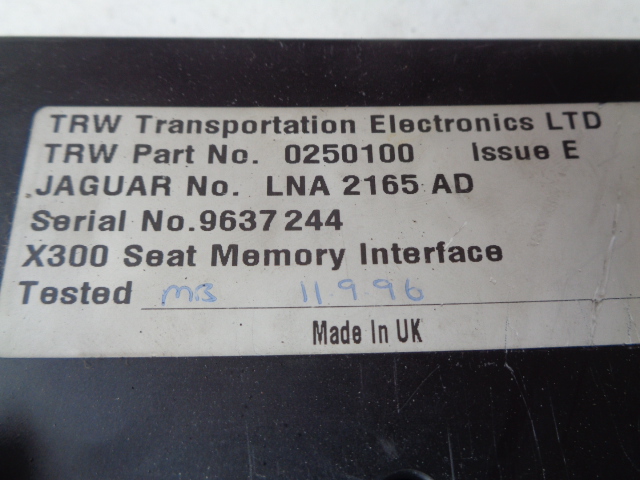 TRW Transportation Electronics LTD
TRW Part No. 0250100 Issue E
JAGUAR No. LNA 2165 AD
Serial No.9637 244
X300 Seat Memory Interface
Tested MB 11 9 96
Made In UK